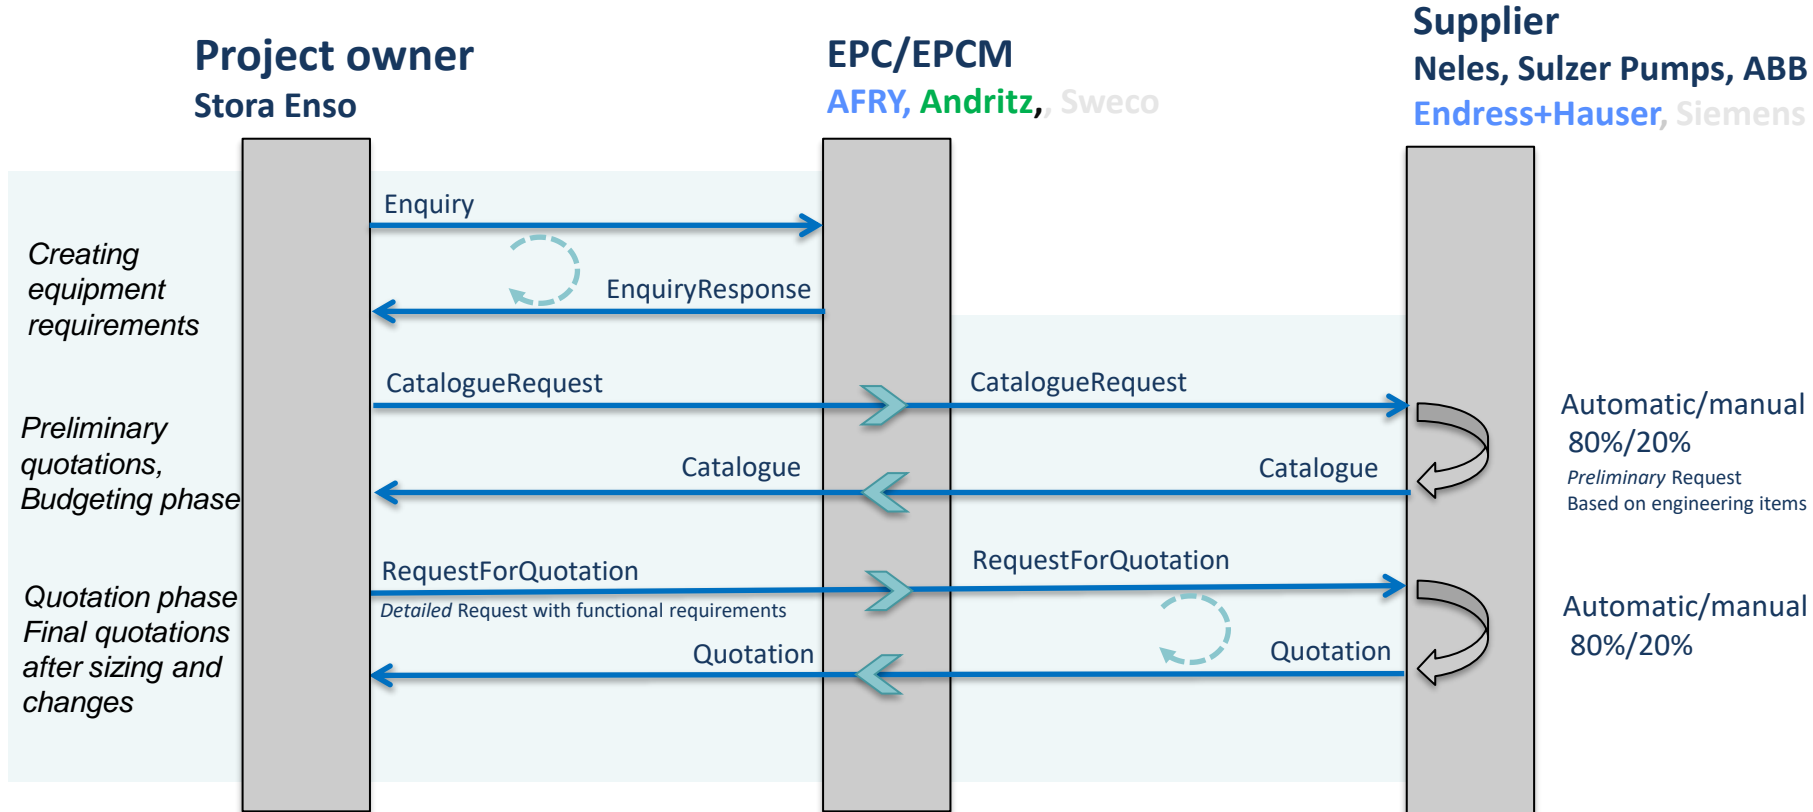 Project owner
Stora Enso
EPC/EPCM
AFRY, Andritz,, Sweco
Supplier
Neles, Sulzer Pumps, ABB
Endress+Hauser, Siemens
Creating
equipment
requirements
Enquiry
EnquiryResponse
Preliminary
quotations,
Budgeting phase
CatalogueRequest
CatalogueRequest
Catalogue
Catalogue
Automatic/manual
80%/20%
Preliminary Request
Based on engineering items
Quotation phase
Final quotations
after sizing and
changes
RequestForQuotation
Detailed Request with functional requirements
RequestForQuotation
Quotation
Quotation
Automatic/manual
80%/20%